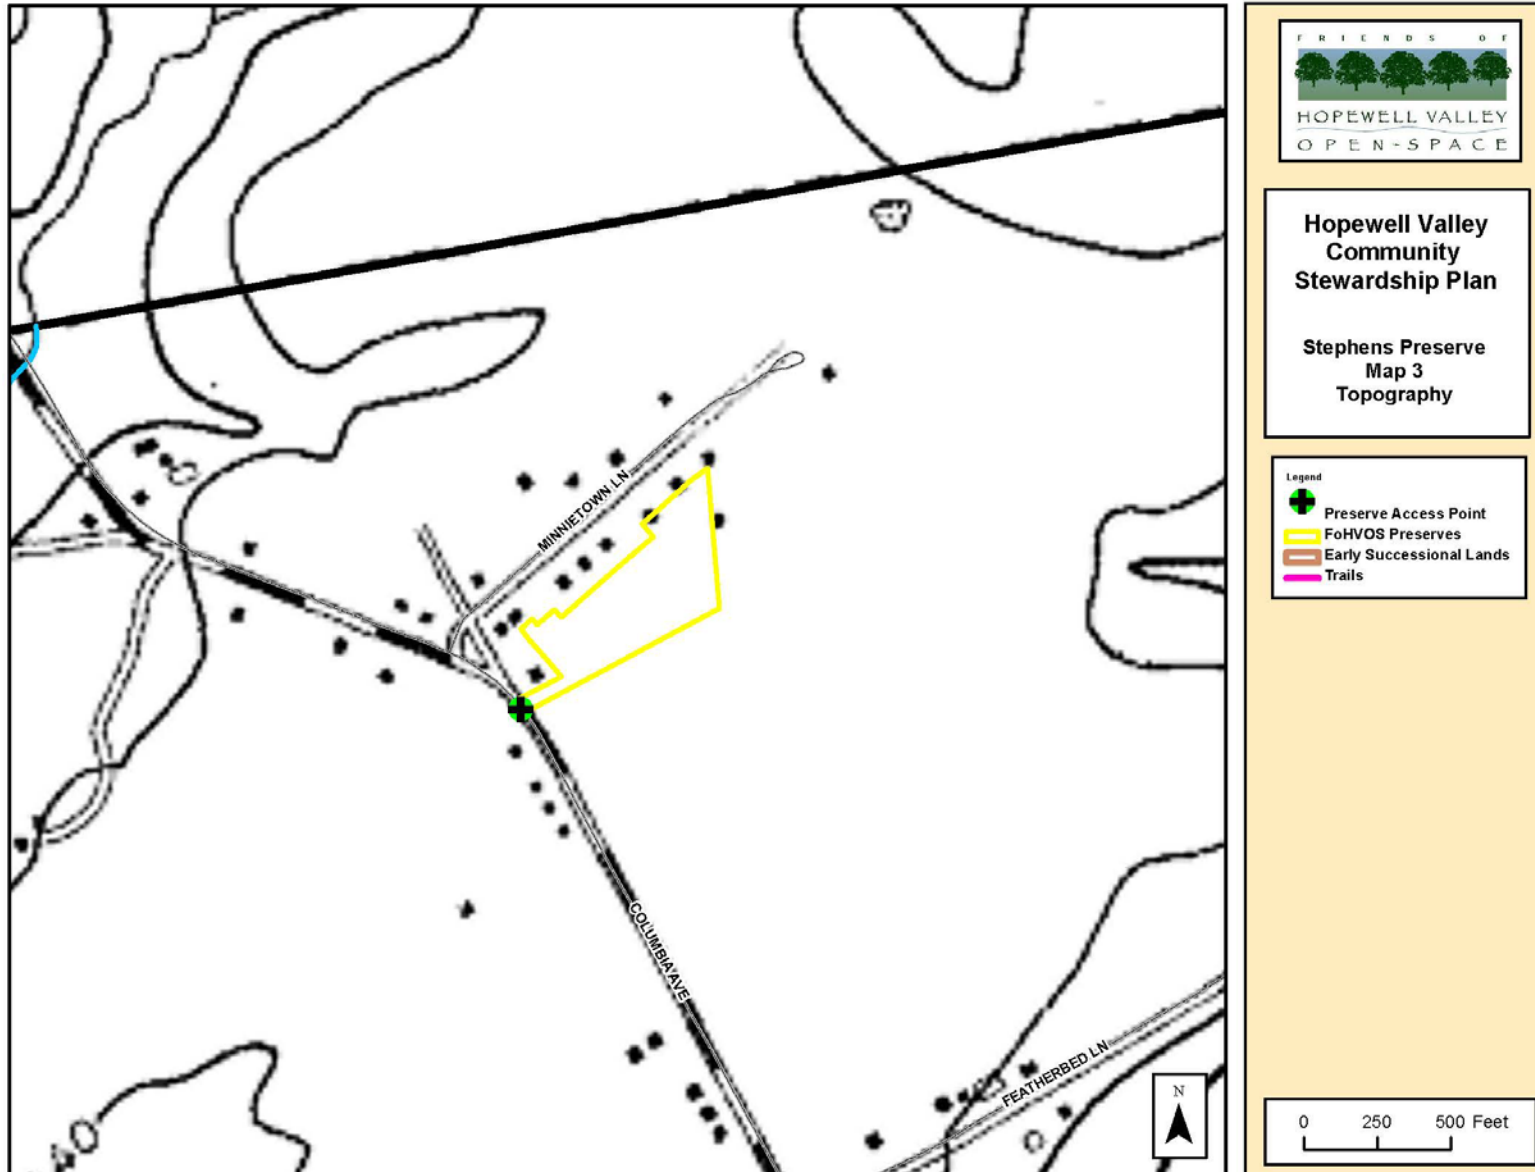 MINNIETOWN LN
COLUMBIA AVE
FEATHERBED LN
40
N
FRIENDS OF
HOPEWELL VALLEY
OPEN-SPACE
Hopewell Valley
Community
Stewardship Plan
Stephens Preserve
Map 3
Topography
Legend
Preserve Access Point
FoHVOS Preserves
Early Successional Lands
Trails
0 250 500 Feet